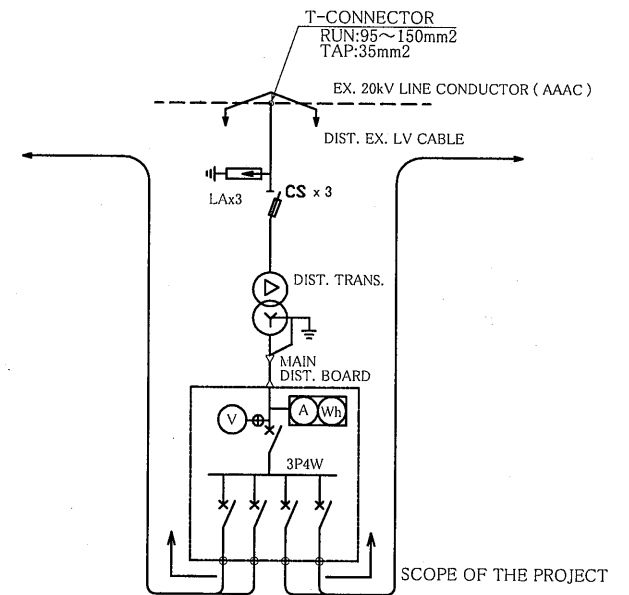 T-CONNECTOR
RUN:95～150mm2
TAP:35mm2
EX. 20kV LINE CONDUCTOR ( AAAC )
DIST. EX. LV CABLE
LAx3
CS x 3
DIST. TRANS.
MAIN
DIST. BOARD
V
A
Wh
3P4W
SCOPE OF THE PROJECT